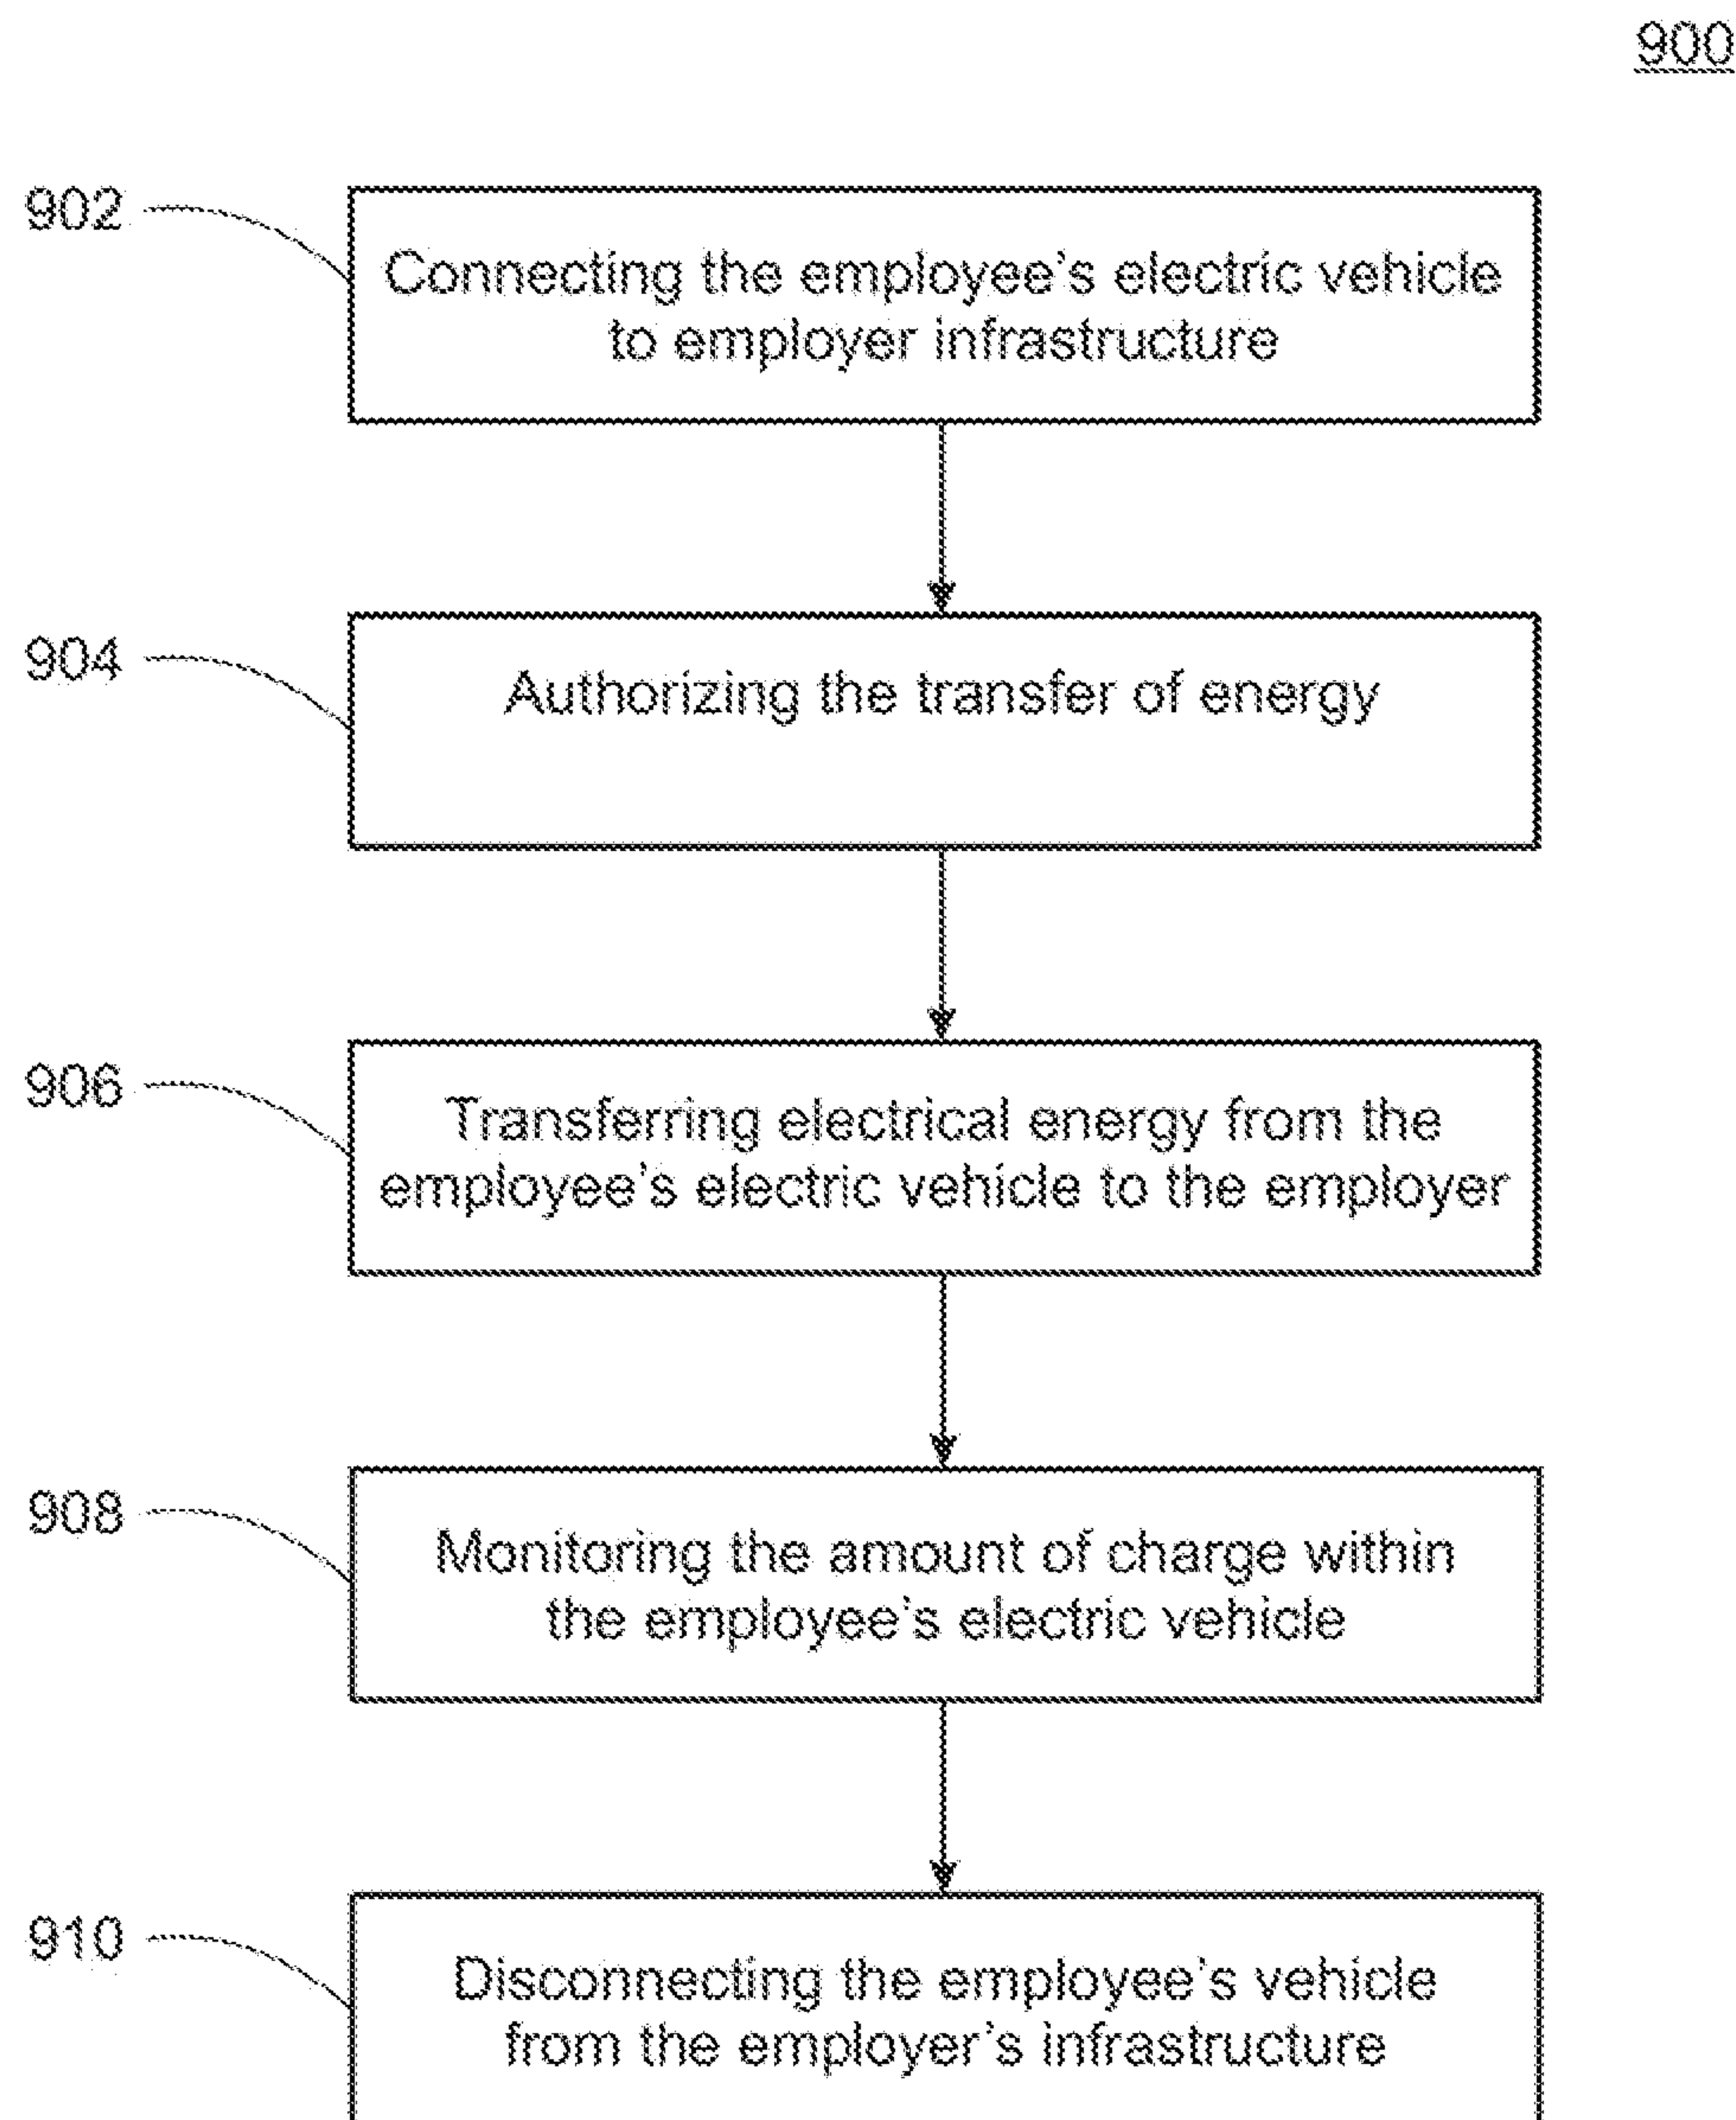 900
902
Connecting the employee's electric vehicle
to employer infrastructure
904
Authorizing the transfer of energy
906
Transferring electrical energy from the
employee's electric vehicle to the employer
908
Monitoring the amount of charge within
the employee's electric vehicle
910
Disconnecting the employee's vehicle
from the employer's infrastructure